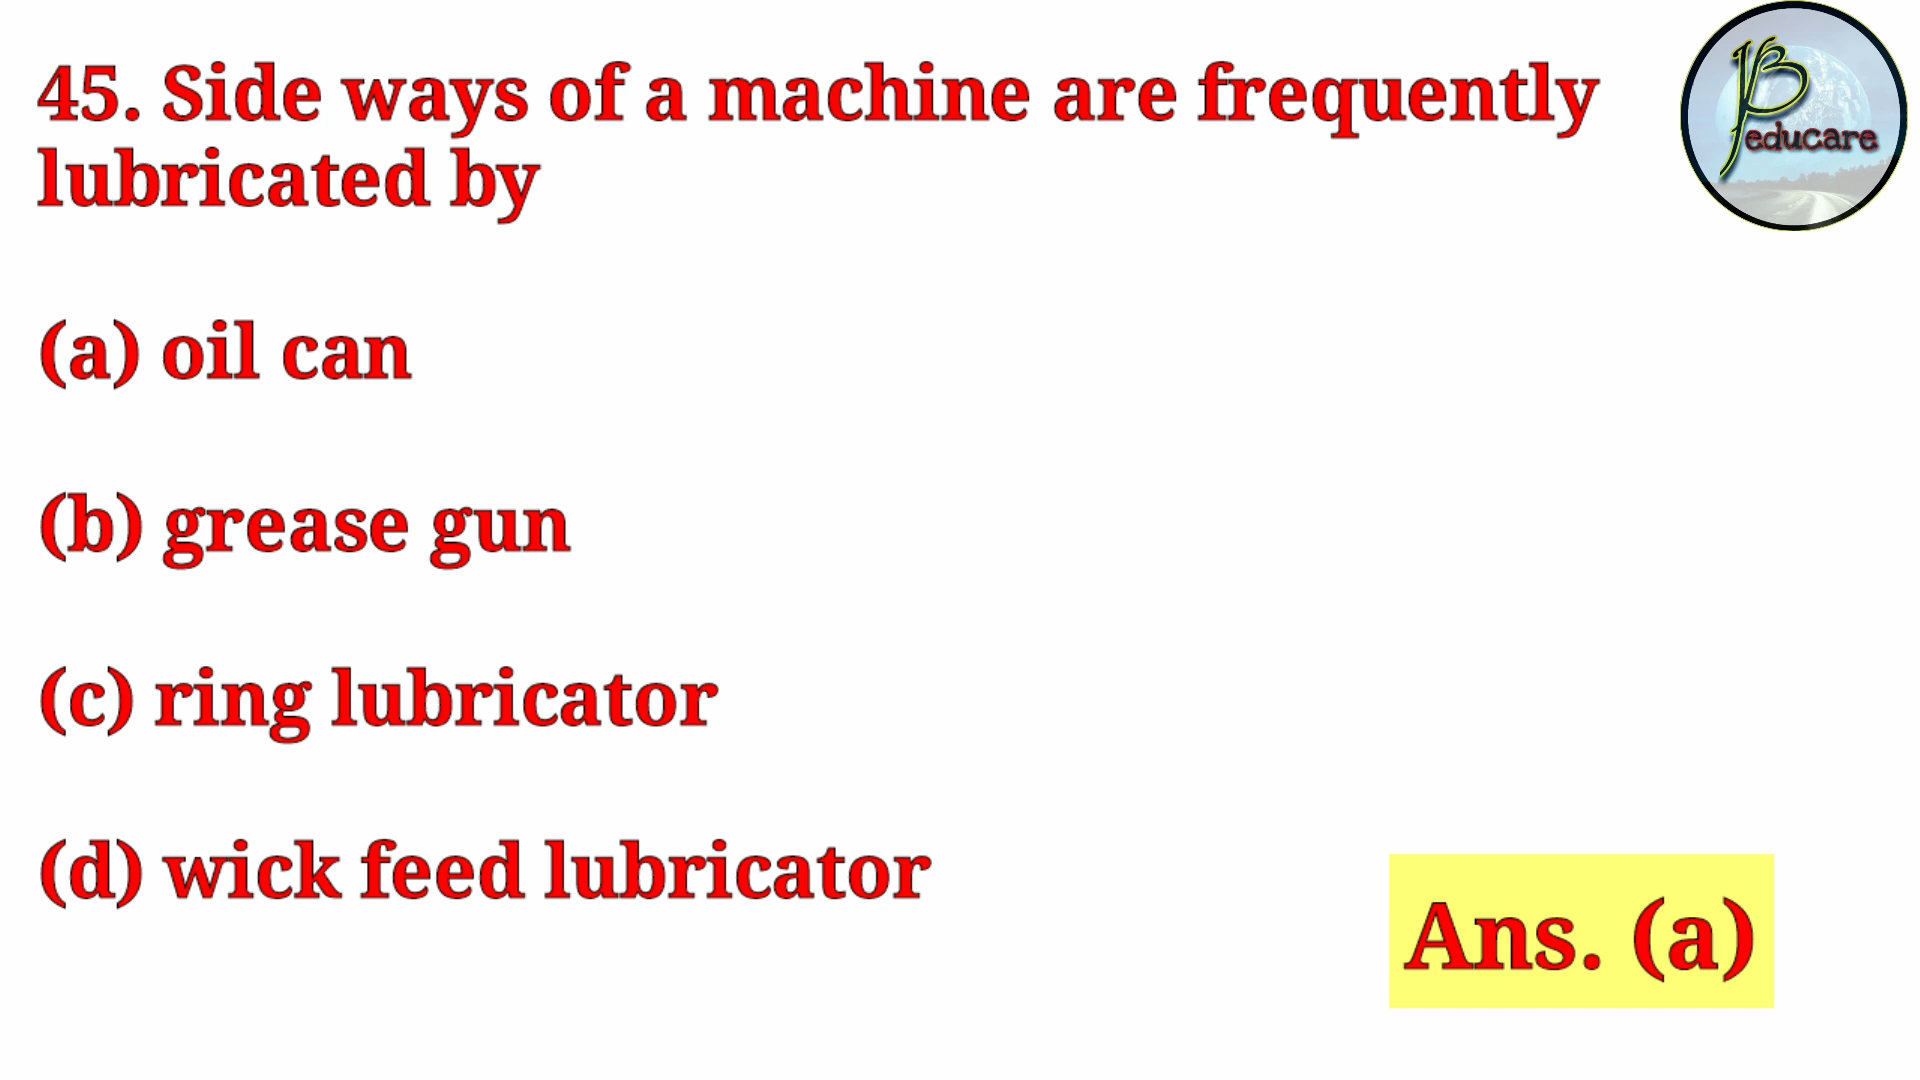 45. Side ways of a machine are frequently
lubricated by
(a) oil can
(b) grease gun
(c) ring lubricator
(d) wick feed lubricator
Ans. (a)
educare